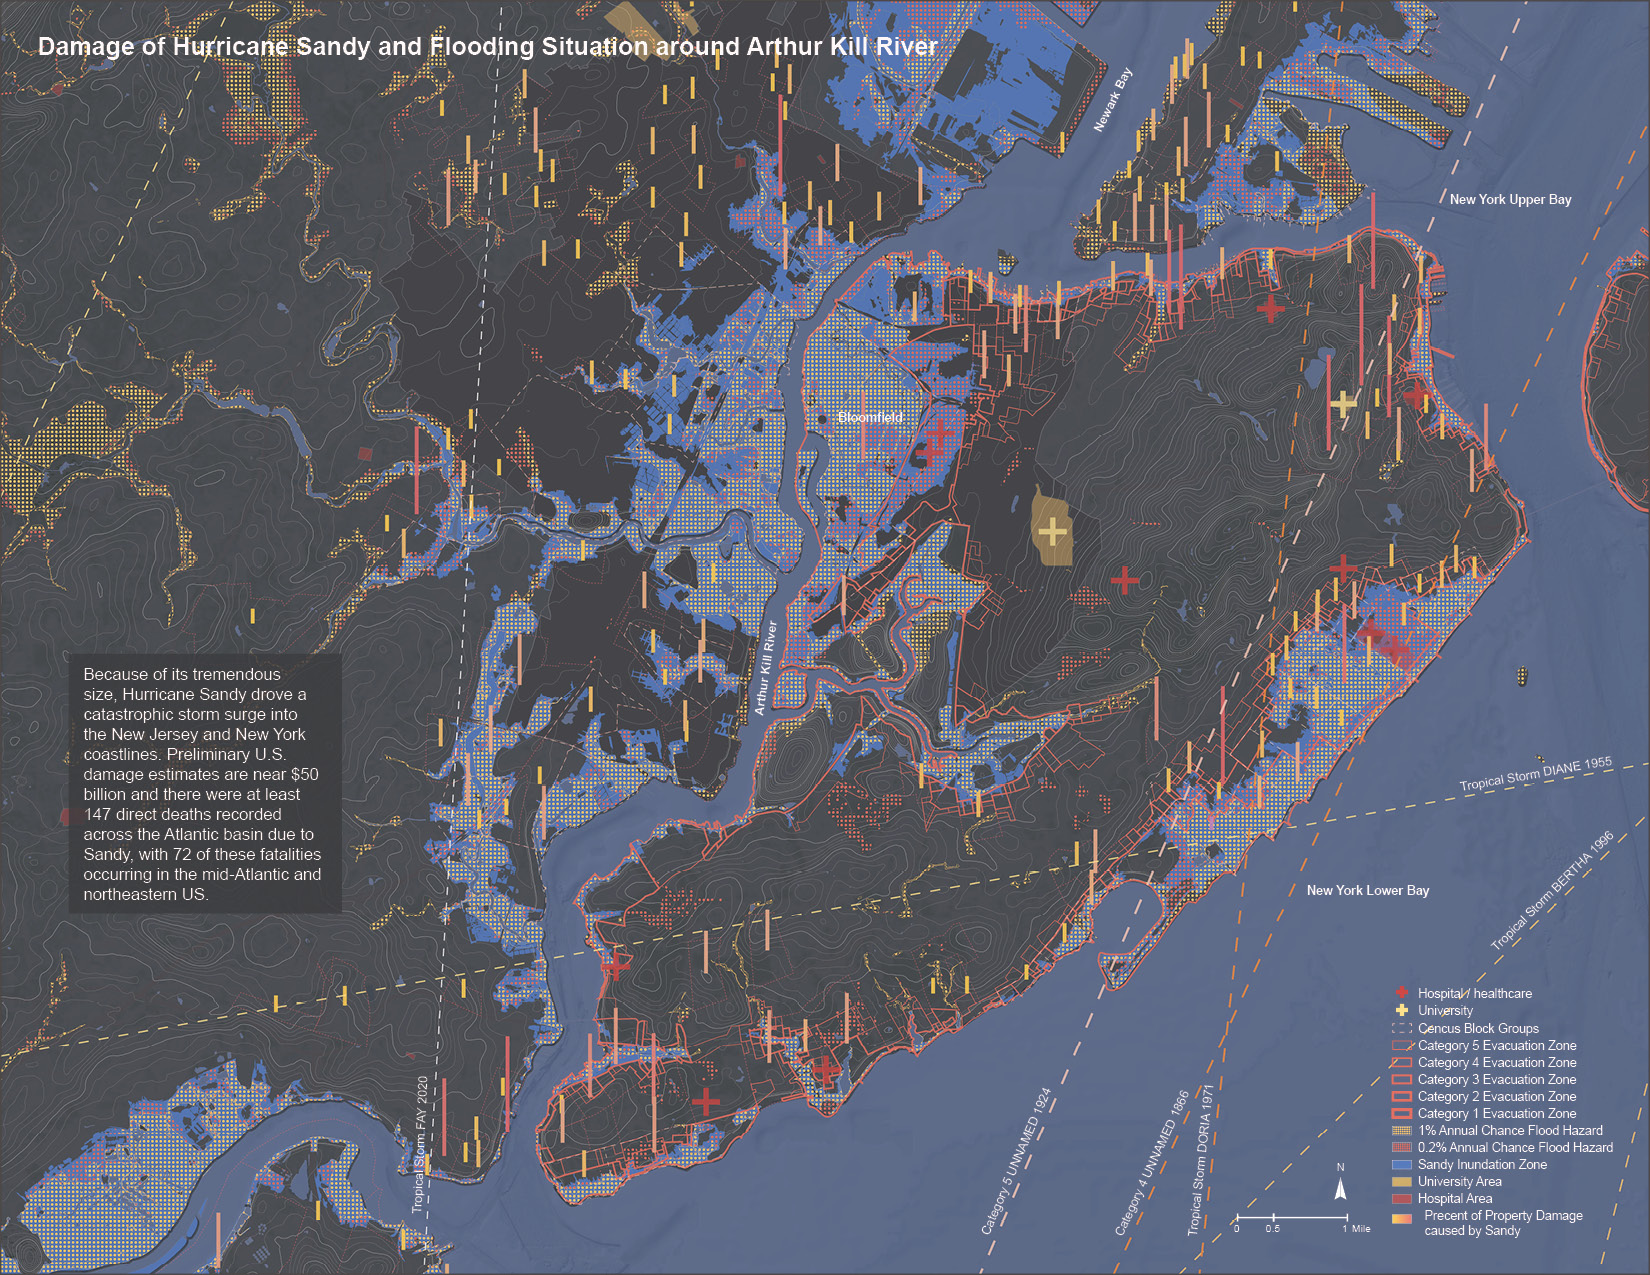 Damage of Hurricane Sandy and Flooding Situation around Arthur Kill River
Newark Bay
New York Upper Bay
Bloomfield
Arthur Kill River
Because of its tremendous
size, Hurricane Sandy drove a
catastrophic storm surge into
the New Jersey and New York
coastlines. Preliminary U.S.
damage estimates are near $50
billion and there were at least
147 direct deaths recorded
across the Atlantic basin due to
Sandy, with 72 of these fatalities
occurring in the mid-Atlantic and
northeastern US.
Tropical Storm DIANE 1955
Tropical Storm BERTHA 1996
New York Lower Bay
Tropical Storm FAY 2020
Category 5 UNNAMED 1924
Category 4 UNNAMED 1866
Tropical Storm DORIA 1971
Hospital / healthcare
University
Cencus Block Groups
Category 5 Evacuation Zone
Category 4 Evacuation Zone
Category 3 Evacuation Zone
Category 2 Evacuation Zone
Category 1 Evacuation Zone
1% Annual Chance Flood Hazard
0.2% Annual Chance Flood Hazard
Sandy Inundation Zone
University Area
Hospital Area
Precent of Property Damage
caused by Sandy
N
0 0.5 1 Mile